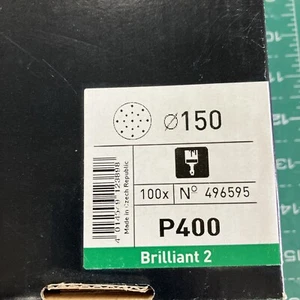 ⌀150
100x N° 496595
P400
Brilliant 2
Made in Czech Republic